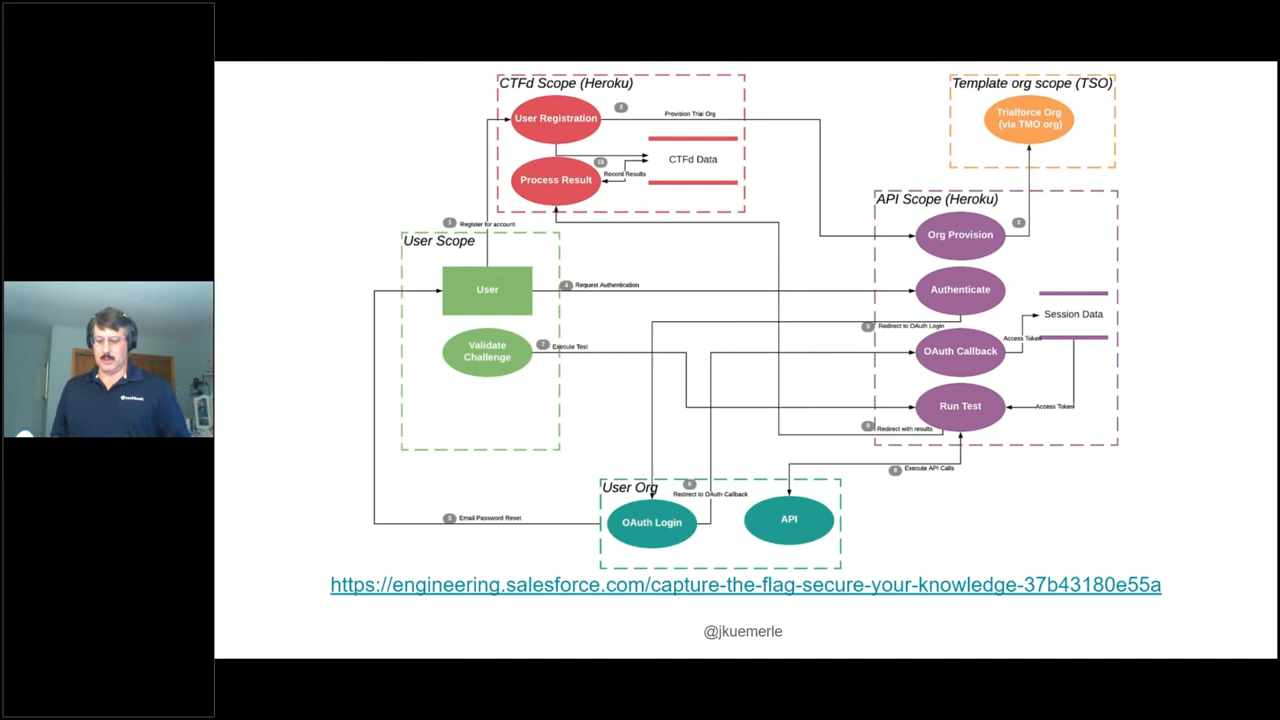 CTFd Scope (Heroku)
User Registration
2
Provision Trial Org
CTFd Data
10
Record Results
Process Result
Template org scope (TSO)
Trialforce Org
(via TMO org)
API Scope (Heroku)
Org Provision
2
1
Register for account
User Scope
User
4
Request Authentication
Authenticate
Session Data
5
Redirect to OAuth Login
Access Token
Validate
Challenge
7
Execute Test
OAuth Callback
Run Test
Access Token
9
Redirect with results
8
Execute API Calls
User Org
6
Redirect to OAuth Callback
3
Email Password Reset
OAuth Login
API
https://engineering.salesforce.com/capture-the-flag-secure-your-knowledge-37b43180e55a
@jkuemerle